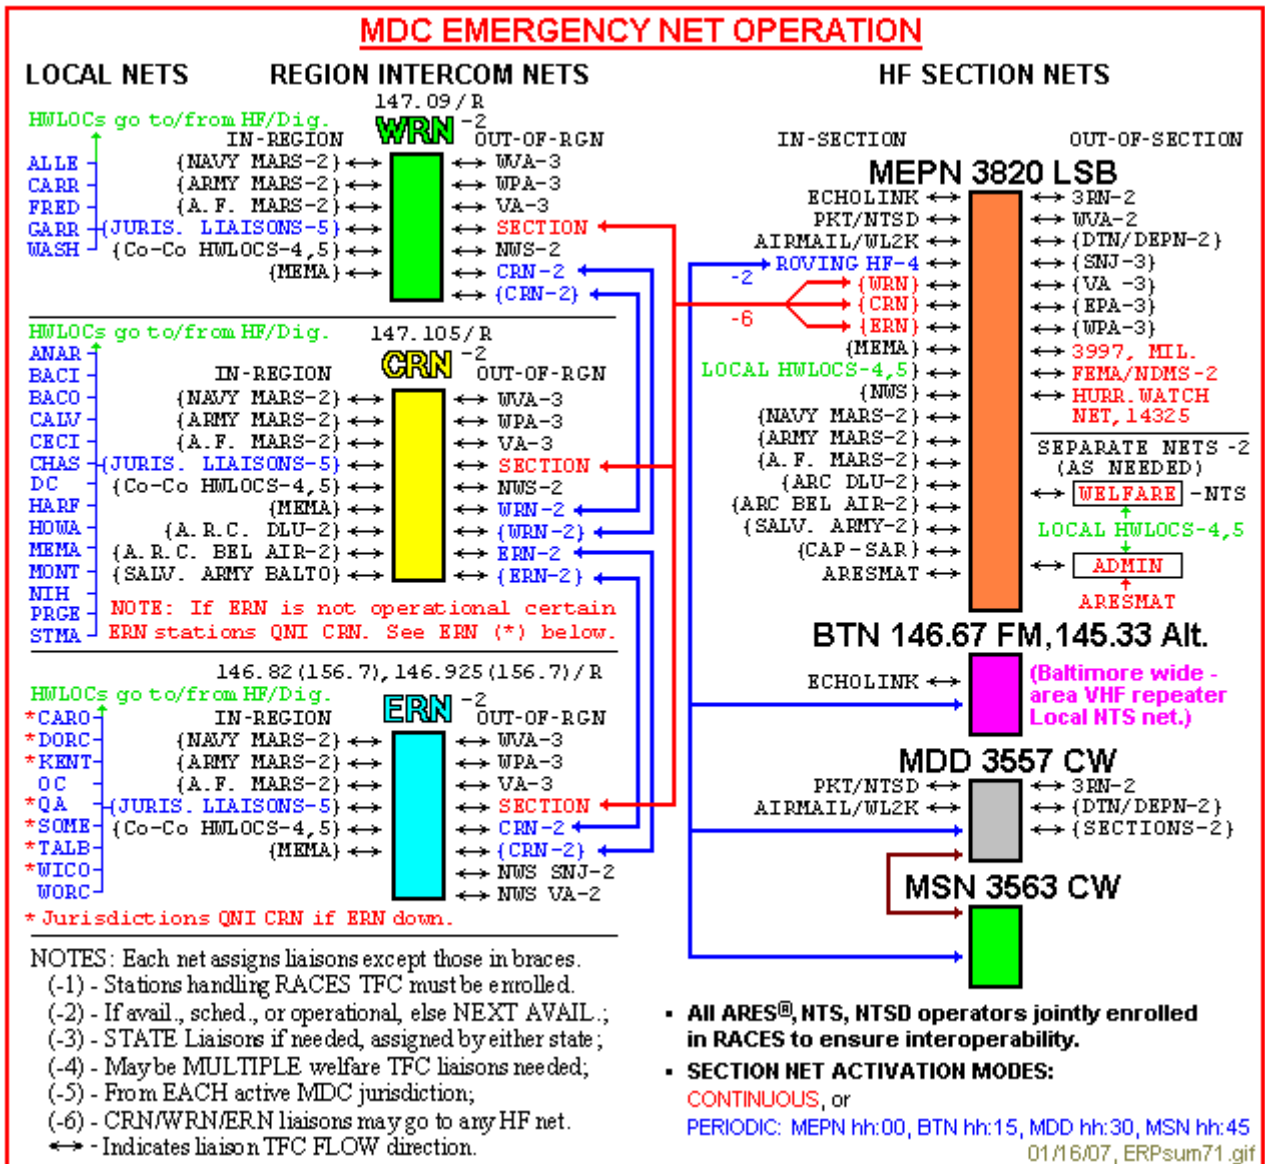 MDC EMERGENCY NET OPERATION
LOCAL NETS
REGION INTERCOM NETS
HF SECTION NETS
147.09/R
HWLOCs go to/from HF/Dig.
WRN -2
IN-REGION
OUT-OF-RGN
ALLE
CARR
FRED
GARR
WASH
{NAVY MARS-2}
{ARMY MARS-2}
{A.F. MARS-2}
{JURIS. LIAISONS-5}
{Co-Co HWLOCS-4,5}
{MEMA}
WVA-3
WPA-3
VA-3
SECTION
NWS-2
CRN-2
{CRN-2}
HWLOCs go to/from HF/Dig.
147.105/R
CRN -2
IN-REGION
OUT-OF-RGN
ANAR
BACI
BACO
CALV
CECI
CHAS
DC
HARF
HOWA
MEMA
MONT
NIH
PRGE
STMA
{NAVY MARS-2}
{ARMY MARS-2}
{A.F. MARS-2}
{JURIS. LIAISONS-5}
{Co-Co HWLOCS-4,5}
{MEMA}
{A.R.C. DLU-2}
{A.R.C. BEL AIR-2}
{SALV. ARMY BALTO}
WVA-3
WPA-3
VA-3
SECTION
NWS-2
WRN-2
{WRN-2}
ERN-2
{ERN-2}
NOTE: If ERN is not operational certain
ERN stations QNI CRN. See ERN (*) below.
146.82(156.7),146.925(156.7)/R
HWLOCs go to/from HF/Dig.
ERN -2
IN-REGION
OUT-OF-RGN
*CARO
*DORC
*KENT
OC
*QA
*SOME
*TALB
*WICO
WORC
{NAVY MARS-2}
{ARMY MARS-2}
{A.F. MARS-2}
{JURIS. LIAISONS-5}
{Co-Co HWLOCS-4,5}
{MEMA}
WVA-3
WPA-3
VA-3
SECTION
CRN-2
{CRN-2}
NWS SNJ-2
NWS VA-2
* Jurisdictions QNI CRN if ERN down.
NOTES: Each net assigns liaisons except those in braces.
(-1) - Stations handling RACES TFC must be enrolled.
(-2) - If avail., sched., or operational, else NEXT AVAIL.;
(-3) - STATE Liaisons if needed, assigned by either state;
(-4) - Maybe MULTIPLE welfare TFC liaisons needed;
(-5) - From EACH active MDC jurisdiction;
(-6) - CRN/WRN/ERN liaisons may go to any HF net.
↔ - Indicates liaison TFC FLOW direction.
IN-SECTION
OUT-OF-SECTION
MEPN 3820 LSB
ECHOLINK
PKT/NTSD
AIRMAIL/WL2K
-2
ROVING HF-4
{WRN}
{CRN}
-6
{ERN}
{MEMA}
LOCAL HWLOCS-4,5}
{NWS}
{NAVY MARS-2}
{ARMY MARS-2}
{A.F. MARS-2}
{ARC DLU-2}
{ARC BEL AIR-2}
{SALV. ARMY-2}
{CAP-SAR}
ARESMAT
3RN-2
WVA-2
{DTN/DEPN-2}
{SNJ-3}
{VA -3}
{EPA-3}
{WPA-3}
3997, MIL.
FEMA/NDMS-2
HURR.WATCH
NET,14325
SEPARATE NETS -2
(AS NEEDED)
WELFARE -NTS
LOCAL HWLOCS-4,5
ADMIN
ARESMAT
BTN 146.67 FM,145.33 Alt.
ECHOLINK
(Baltimore wide -
area VHF repeater
Local NTS net.)
MDD 3557 CW
PKT/NTSD
AIRMAIL/WL2K
3RN-2
{DTN/DEPN-2}
{SECTIONS-2}
MSN 3563 CW
▪ All ARES®, NTS, NTSD operators jointly enrolled
in RACES to ensure interoperability.
▪ SECTION NET ACTIVATION MODES:
CONTINUOUS, or
PERIODIC: MEPN hh:00, BTN hh:15, MDD hh:30, MSN hh:45
01/16/07, ERPsum71.gif